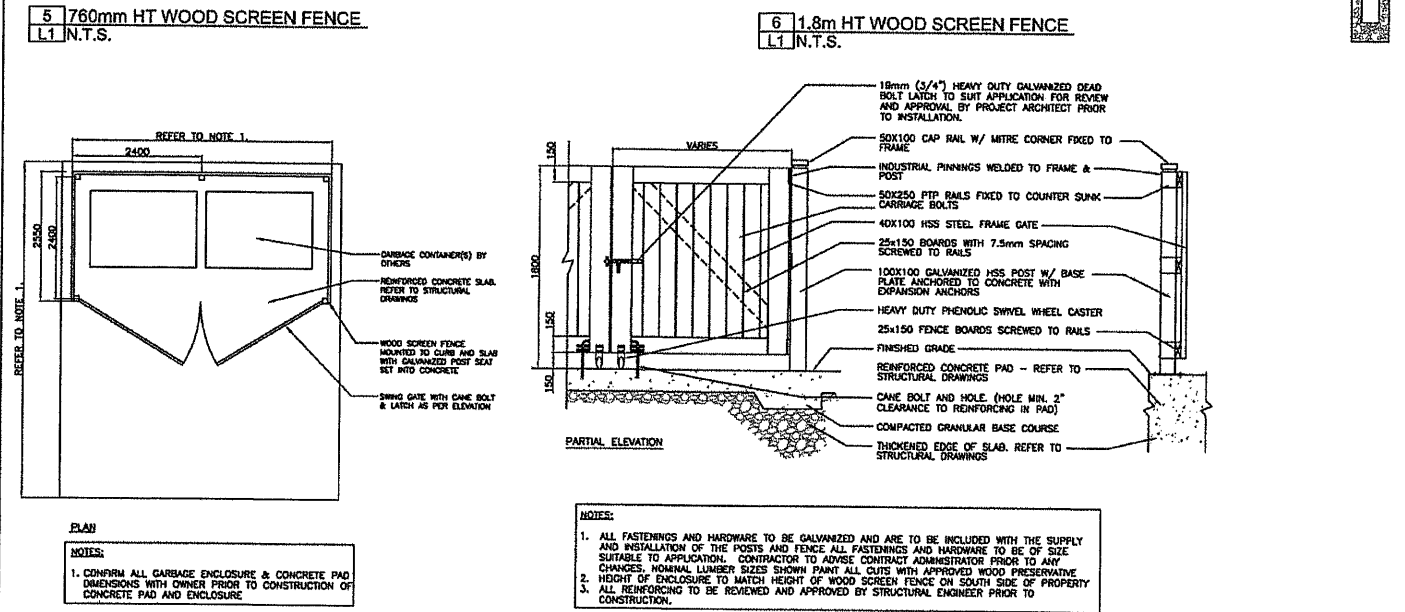 5 760mm HT WOOD SCREEN FENCE
L1 N.T.S.
6 1.8m HT WOOD SCREEN FENCE
L1 N.T.S.
REFER TO NOTE 1.
2400
2550
2400
REFER TO NOTE 1.
GARBAGE CONTAINER(S) BY
OTHERS
REINFORCED CONCRETE SLAB.
REFER TO STRUCTURAL
DRAWINGS
WOOD SCREEN FENCE
MOUNTED TO CURB AND SLAB
WITH GALVANIZED POST SEAT
SET INTO CONCRETE
SWING GATE WITH CANE BOLT
& LATCH AS PER ELEVATION
PLAN
NOTES:
1. CONFIRM ALL GARBAGE ENCLOSURE & CONCRETE PAD
DIMENSIONS WITH OWNER PRIOR TO CONSTRUCTION OF
CONCRETE PAD AND ENCLOSURE
150
VARIES
1800
150
150
PARTIAL ELEVATION
19mm (3/4") HEAVY DUTY GALVANIZED DEAD
BOLT LATCH TO SUIT APPLICATION FOR REVIEW
AND APPROVAL BY PROJECT ARCHITECT PRIOR
TO INSTALLATION.
50X100 CAP RAIL W/ MITRE CORNER FIXED TO
FRAME
INDUSTRIAL PINNINGS WELDED TO FRAME &
POST
50X250 PTP RAILS FIXED TO COUNTER SUNK
CARRIAGE BOLTS
40X100 HSS STEEL FRAME GATE
25x150 BOARDS WITH 7.5mm SPACING
SCREWED TO RAILS
100X100 GALVANIZED HSS POST W/ BASE
PLATE ANCHORED TO CONCRETE WITH
EXPANSION ANCHORS
HEAVY DUTY PHENOLIC SWIVEL WHEEL CASTER
25x150 FENCE BOARDS SCREWED TO RAILS
FINISHED GRADE
REINFORCED CONCRETE PAD - REFER TO
STRUCTURAL DRAWINGS
CANE BOLT AND HOLE. (HOLE MIN. 2"
CLEARANCE TO REINFORCING IN PAD)
COMPACTED GRANULAR BASE COURSE
THICKENED EDGE OF SLAB. REFER TO
STRUCTURAL DRAWINGS
NOTES:
1. ALL FASTENINGS AND HARDWARE TO BE GALVANIZED AND ARE TO BE INCLUDED WITH THE SUPPLY
AND INSTALLATION OF THE POSTS AND FENCE ALL FASTENINGS AND HARDWARE TO BE OF SIZE
SUITABLE TO APPLICATION. CONTRACTOR TO ADVISE CONTRACT ADMINISTRATOR PRIOR TO ANY
CHANGES, NOMINAL LUMBER SIZES SHOWN PAINT ALL CUTS WITH APPROVED WOOD PRESERVATIVE
2. HEIGHT OF ENCLOSURE TO MATCH HEIGHT OF WOOD SCREEN FENCE ON SOUTH SIDE OF PROPERTY
3. ALL REINFORCING TO BE REVIEWED AND APPROVED BY STRUCTURAL ENGINEER PRIOR TO
CONSTRUCTION.